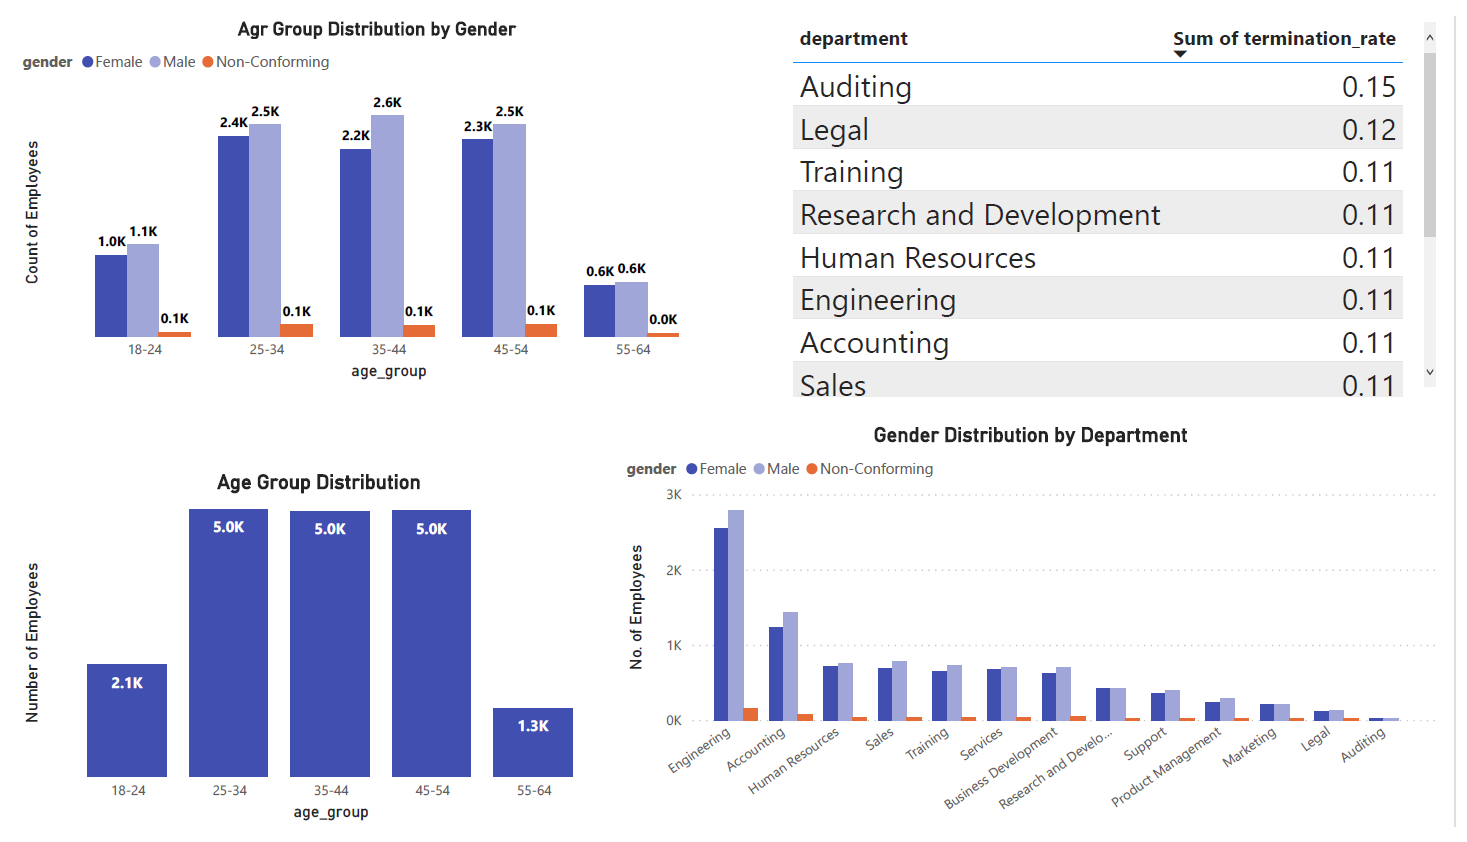 Agr Group Distribution by Gender
gender Female Male Non-Conforming
Count of Employees
1.0K 1.1K 0.1K
2.4K 2.5K 0.1K
2.2K 2.6K 0.1K
2.3K 2.5K 0.1K
0.6K 0.6K 0.0K
18-24 25-34 35-44 45-54 55-64
age_group
department Sum of termination_rate
Auditing 0.15
Legal 0.12
Training 0.11
Research and Development 0.11
Human Resources 0.11
Engineering 0.11
Accounting 0.11
Sales 0.11
Age Group Distribution
Number of Employees
2.1K 5.0K 5.0K 5.0K 1.3K
18-24 25-34 35-44 45-54 55-64
age_group
Gender Distribution by Department
gender Female Male Non-Conforming
No. of Employees
3K
2K
1K
0K
Engineering
Accounting
Human Resources
Sales
Training
Services
Business Development
Research and Develo...
Support
Product Management
Marketing
Legal
Auditing